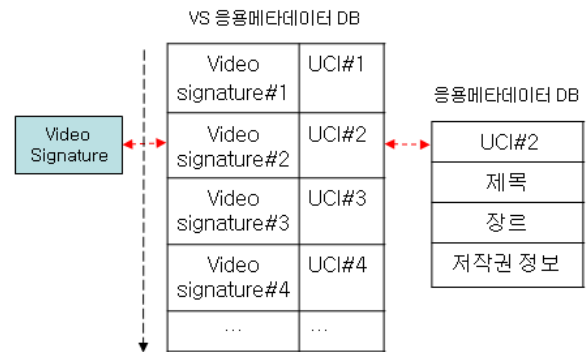 VS 응용메타데이터 DB
Video
signature#1
UCI#1
Video
signature#2
UCI#2
Video
signature#3
UCI#3
Video
signature#4
UCI#4
...
...
Video
Signature
응용메타데이터 DB
UCI#2
제목
장르
저작권 정보